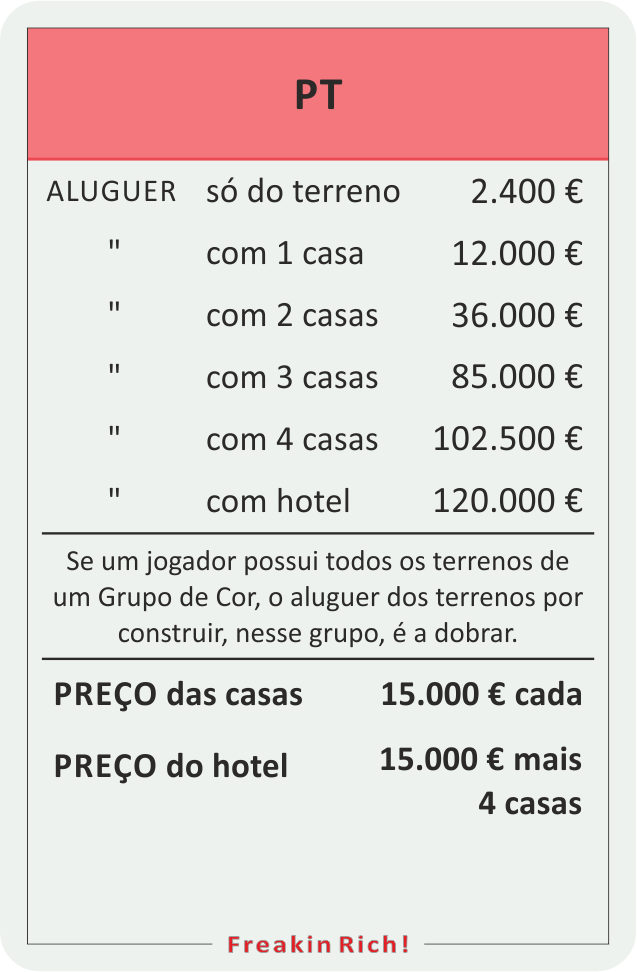 PT
ALUGUER só do terreno 2.400 €
" com 1 casa 12.000 €
" com 2 casas 36.000 €
" com 3 casas 85.000 €
" com 4 casas 102.500 €
" com hotel 120.000 €
Se um jogador possui todos os terrenos de
um Grupo de Cor, o aluguer dos terrenos por
construir, nesse grupo, é a dobrar.
PREÇO das casas 15.000 € cada
PREÇO do hotel 15.000 € mais
4 casas
Freakin Rich!